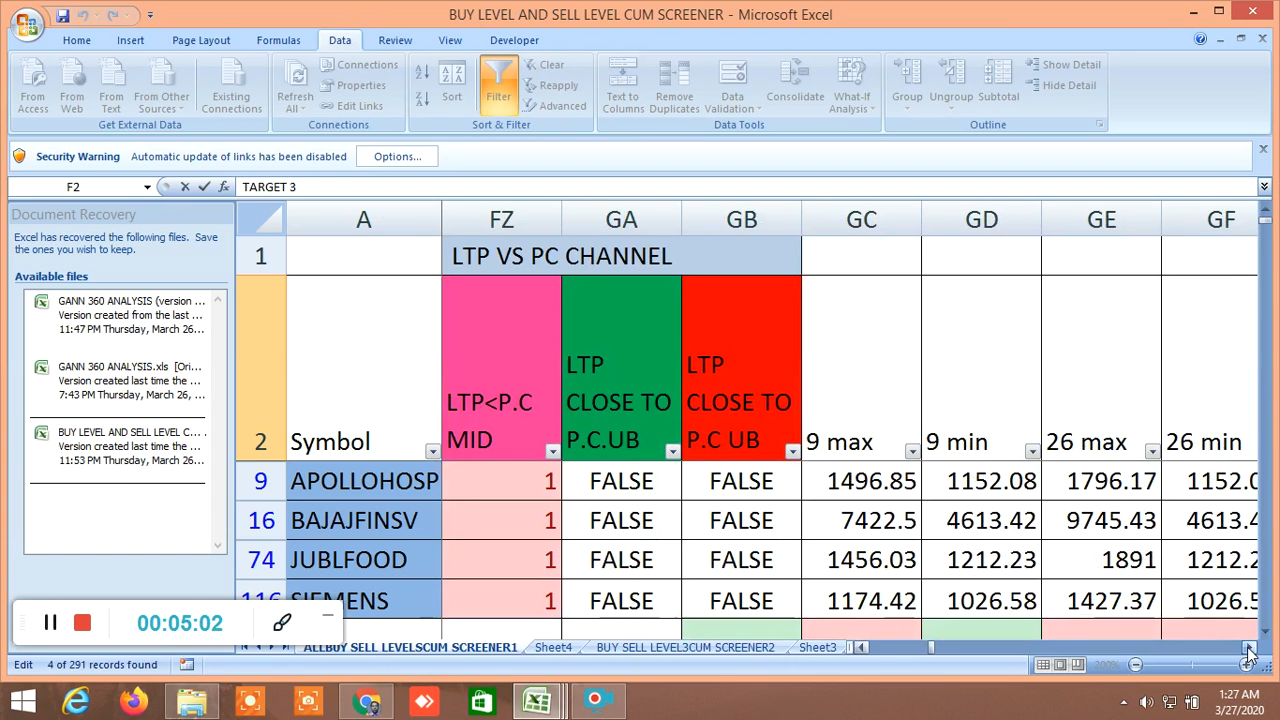 BUY LEVEL AND SELL LEVEL CUM SCREENER - Microsoft Excel
Home Insert Page Layout Formulas Data Review View Developer
From Access
From Web
From Text
From Other Sources
Existing Connections
Get External Data
Refresh All
Connections
Properties
Edit Links
Connections
Sort
Filter
Clear
Reapply
Advanced
Sort & Filter
Text to Columns
Remove Duplicates
Data Validation
Consolidate
What-If Analysis
Data Tools
Group
Ungroup
Subtotal
Show Detail
Hide Detail
Outline
Security Warning Automatic update of links has been disabled Options...
F2 fx TARGET 3
Document Recovery
Excel has recovered the following files. Save
the ones you wish to keep.
Available files
GANN 360 ANALYSIS (version ...
Version created from the last ...
11:47 PM Thursday, March 26...
GANN 360 ANALYSIS.xls [Ori...
Version created last time the ...
7:43 PM Thursday, March 26, ...
BUY LEVEL AND SELL LEVEL C... .
Version created last time the ...
11:53 PM Thursday, March 26...
A FZ GA GB GC GD GE GF
1 LTP VS PC CHANNEL
2 Symbol
LTP<P.C
MID
LTP
CLOSE TO
P.C.UB
LTP
CLOSE TO
P.C UB
9 max 9 min 26 max 26 min
9 APOLLOHOSP 1 FALSE FALSE 1496.85 1152.08 1796.17 1152.0
16 BAJAJFINSV 1 FALSE FALSE 7422.5 4613.42 9745.43 4613.4
74 JUBLFOOD 1 FALSE FALSE 1456.03 1212.23 1891 1212.2
116 SIEMENS 1 FALSE FALSE 1174.42 1026.58 1427.37 1026.5
00:05:02
ALLBUY SELL LEVELSCUM SCREENER1 Sheet4 BUY SELL LEVEL3CUM SCREENER2 Sheet3
Edit 4 of 291 records found 200%
1:27 AM
3/27/2020